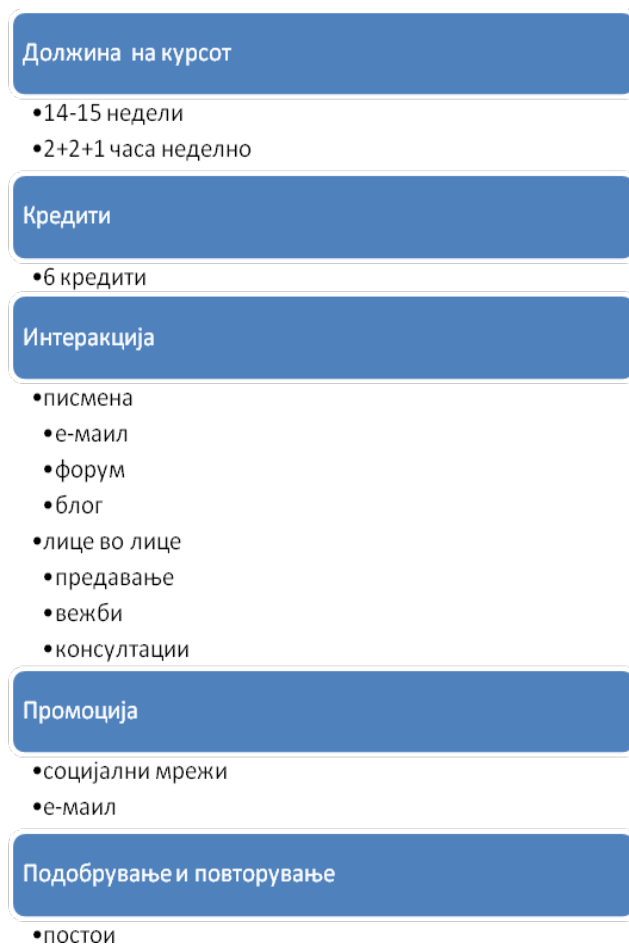 Должина на курсот
•14-15 недели
•2+2+1 часа неделно
Кредити
•6 кредити
Интеракција
•писмена
•е-маил
•форум
•блог
•лице во лице
•предавање
•вежби
•консултации
Промоција
•социјални мрежи
•е-маил
Подобрување и повторување
•постои